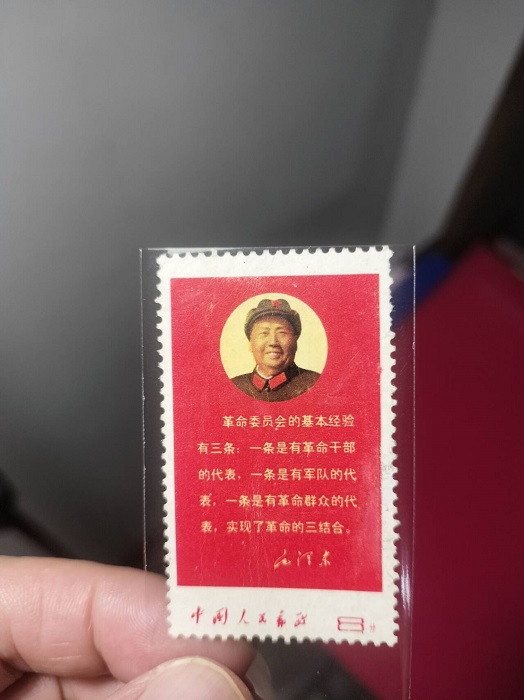 革命委员会的基本经验
有三条：一条是有革命干部
的代表，一条是有军队的代
表，一条是有革命群众的代
表，实现了革命的三结合。
毛泽东
中国人民邮政 8分